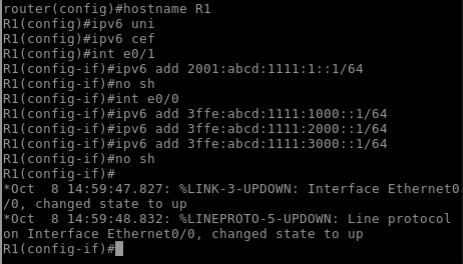 router(config)#hostname R1
R1(config)#ipv6 uni
R1(config)#ipv6 cef
R1(config)#int e0/1
R1(config-if)#ipv6 add 2001:abcd:1111:1::1/64
R1(config-if)#no sh
R1(config-if)#int e0/0
R1(config-if)#ipv6 add 3ffe:abcd:1111:1000::1/64
R1(config-if)#ipv6 add 3ffe:abcd:1111:2000::1/64
R1(config-if)#ipv6 add 3ffe:abcd:1111:3000::1/64
R1(config-if)#no sh
R1(config-if)#
*Oct  8 14:59:47.827: %LINK-3-UPDOWN: Interface Ethernet0
/0, changed state to up
*Oct  8 14:59:48.832: %LINEPROTO-5-UPDOWN: Line protocol
on Interface Ethernet0/0, changed state to up
R1(config-if)#